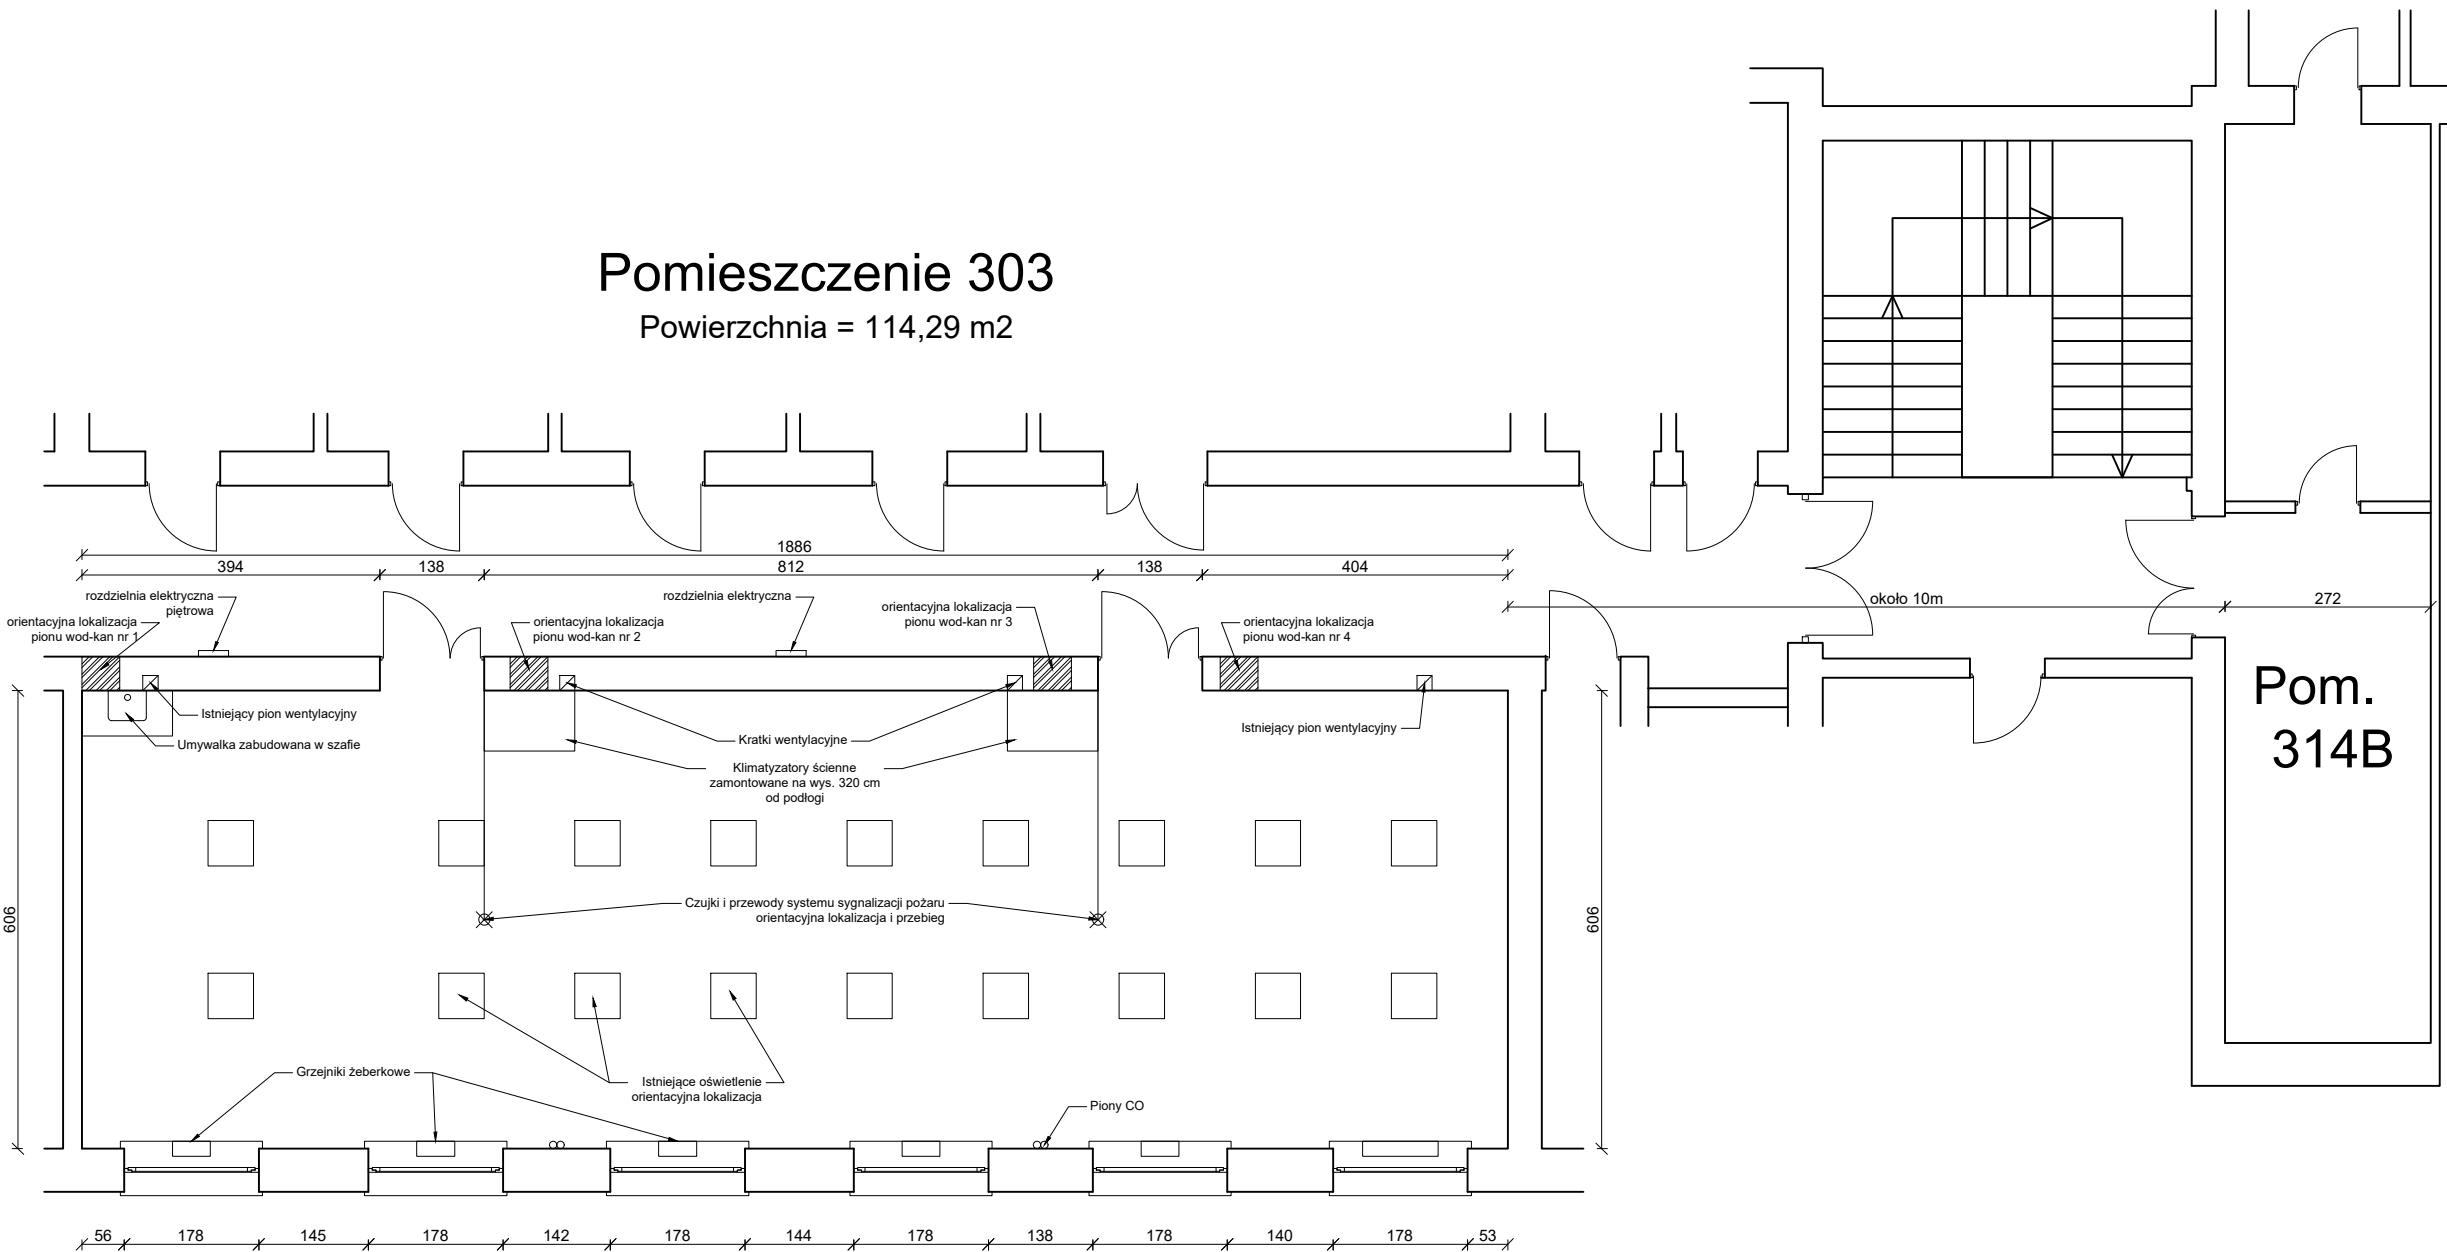 Pomieszczenie 303
Powierzchnia = 114,29 m2
1886
394
138
812
138
404
około 10m
272
rozdzielnia elektryczna
piętrowa
orientacyjna lokalizacja
pionu wod-kan nr 1
rozdzielnia elektryczna
orientacyjna lokalizacja
pionu wod-kan nr 2
orientacyjna lokalizacja
pionu wod-kan nr 3
orientacyjna lokalizacja
pionu wod-kan nr 4
Pom.
314B
Istniejący pion wentylacyjny
Umywalka zabudowana w szafie
Kratki wentylacyjne
Istniejący pion wentylacyjny
Klimatyzatory ścienne
zamontowane na wys. 320 cm
od podłogi
606
Czujki i przewody systemu sygnalizacji pożaru
orientacyjna lokalizacja i przebieg
606
Grzejniki żeberkowe
Istniejące oświetlenie
orientacyjna lokalizacja
Piony CO
56
178
145
178
142
178
144
178
138
178
140
178
53